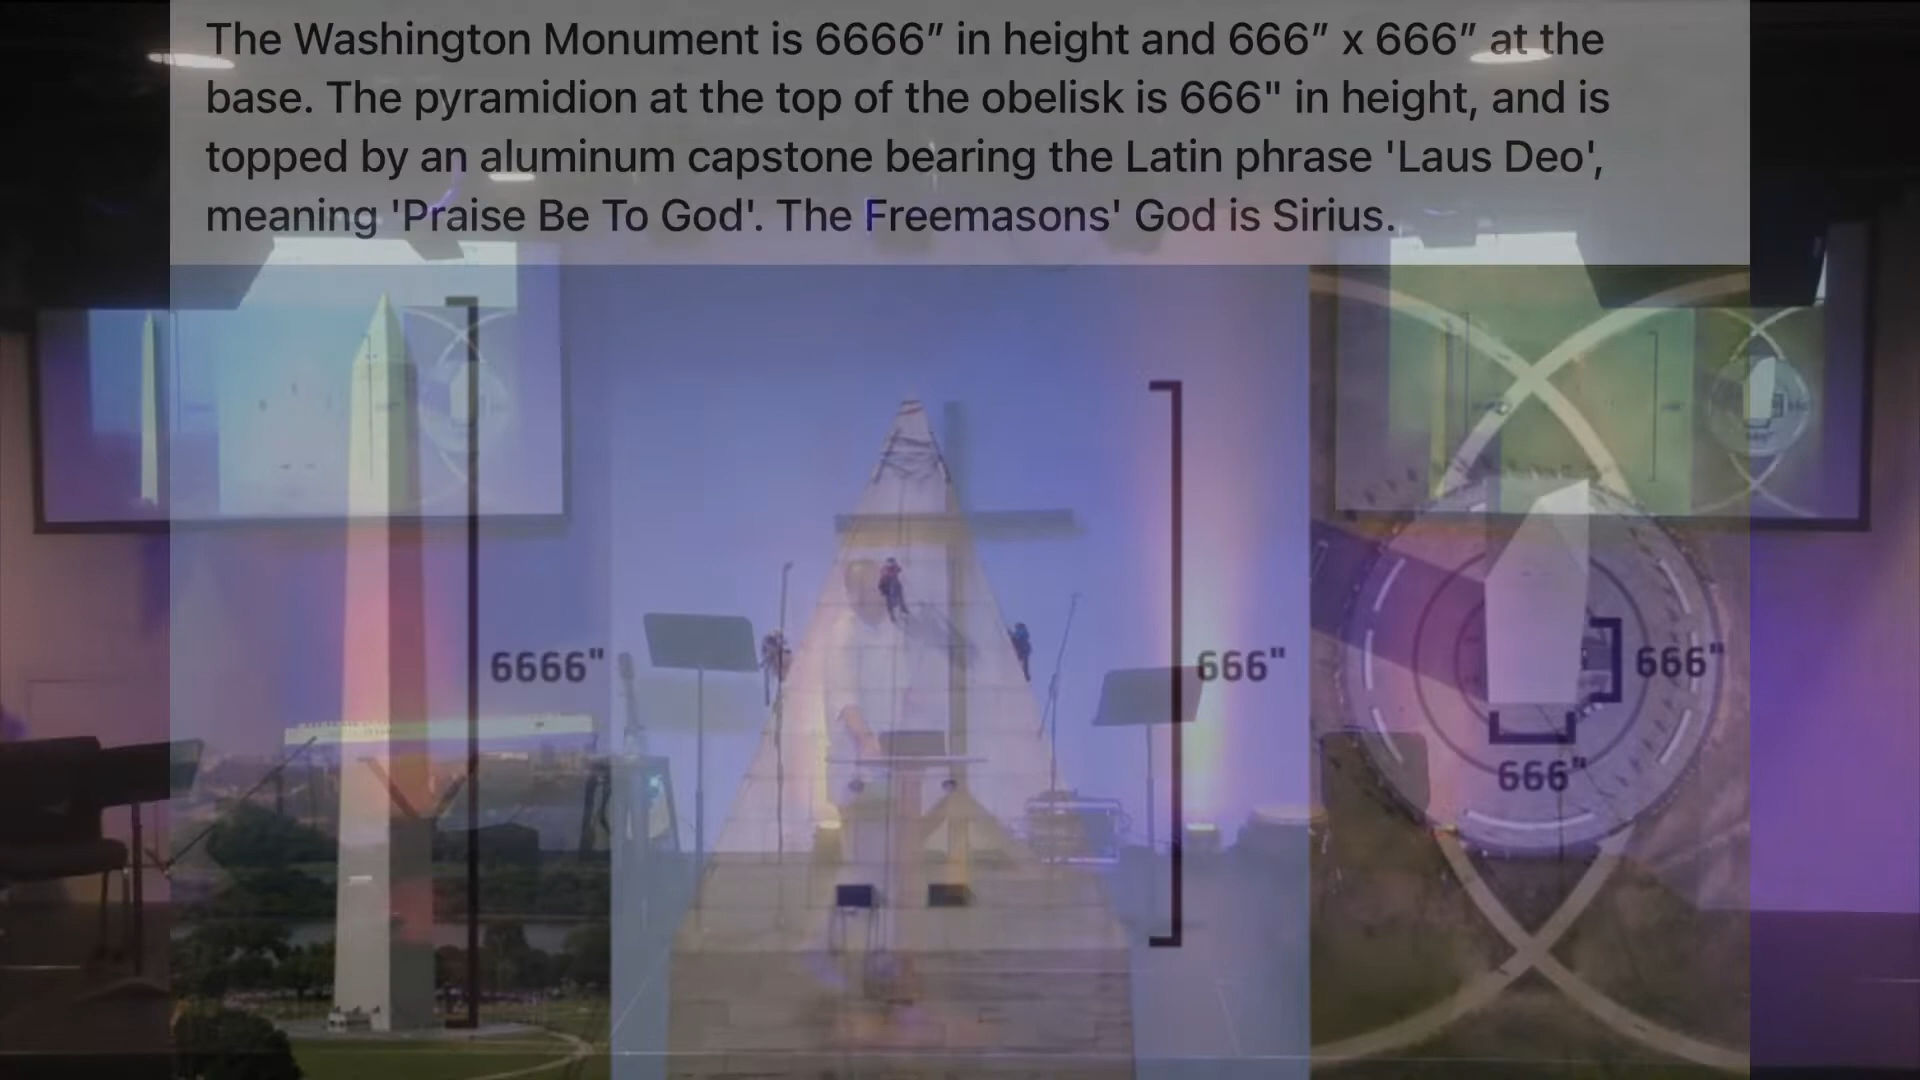 The Washington Monument is 6666” in height and 666” x 666” at the
base. The pyramidion at the top of the obelisk is 666" in height, and is
topped by an aluminum capstone bearing the Latin phrase 'Laus Deo',
meaning 'Praise Be To God'. The Freemasons' God is Sirius.
6666"
666"
666"
666"